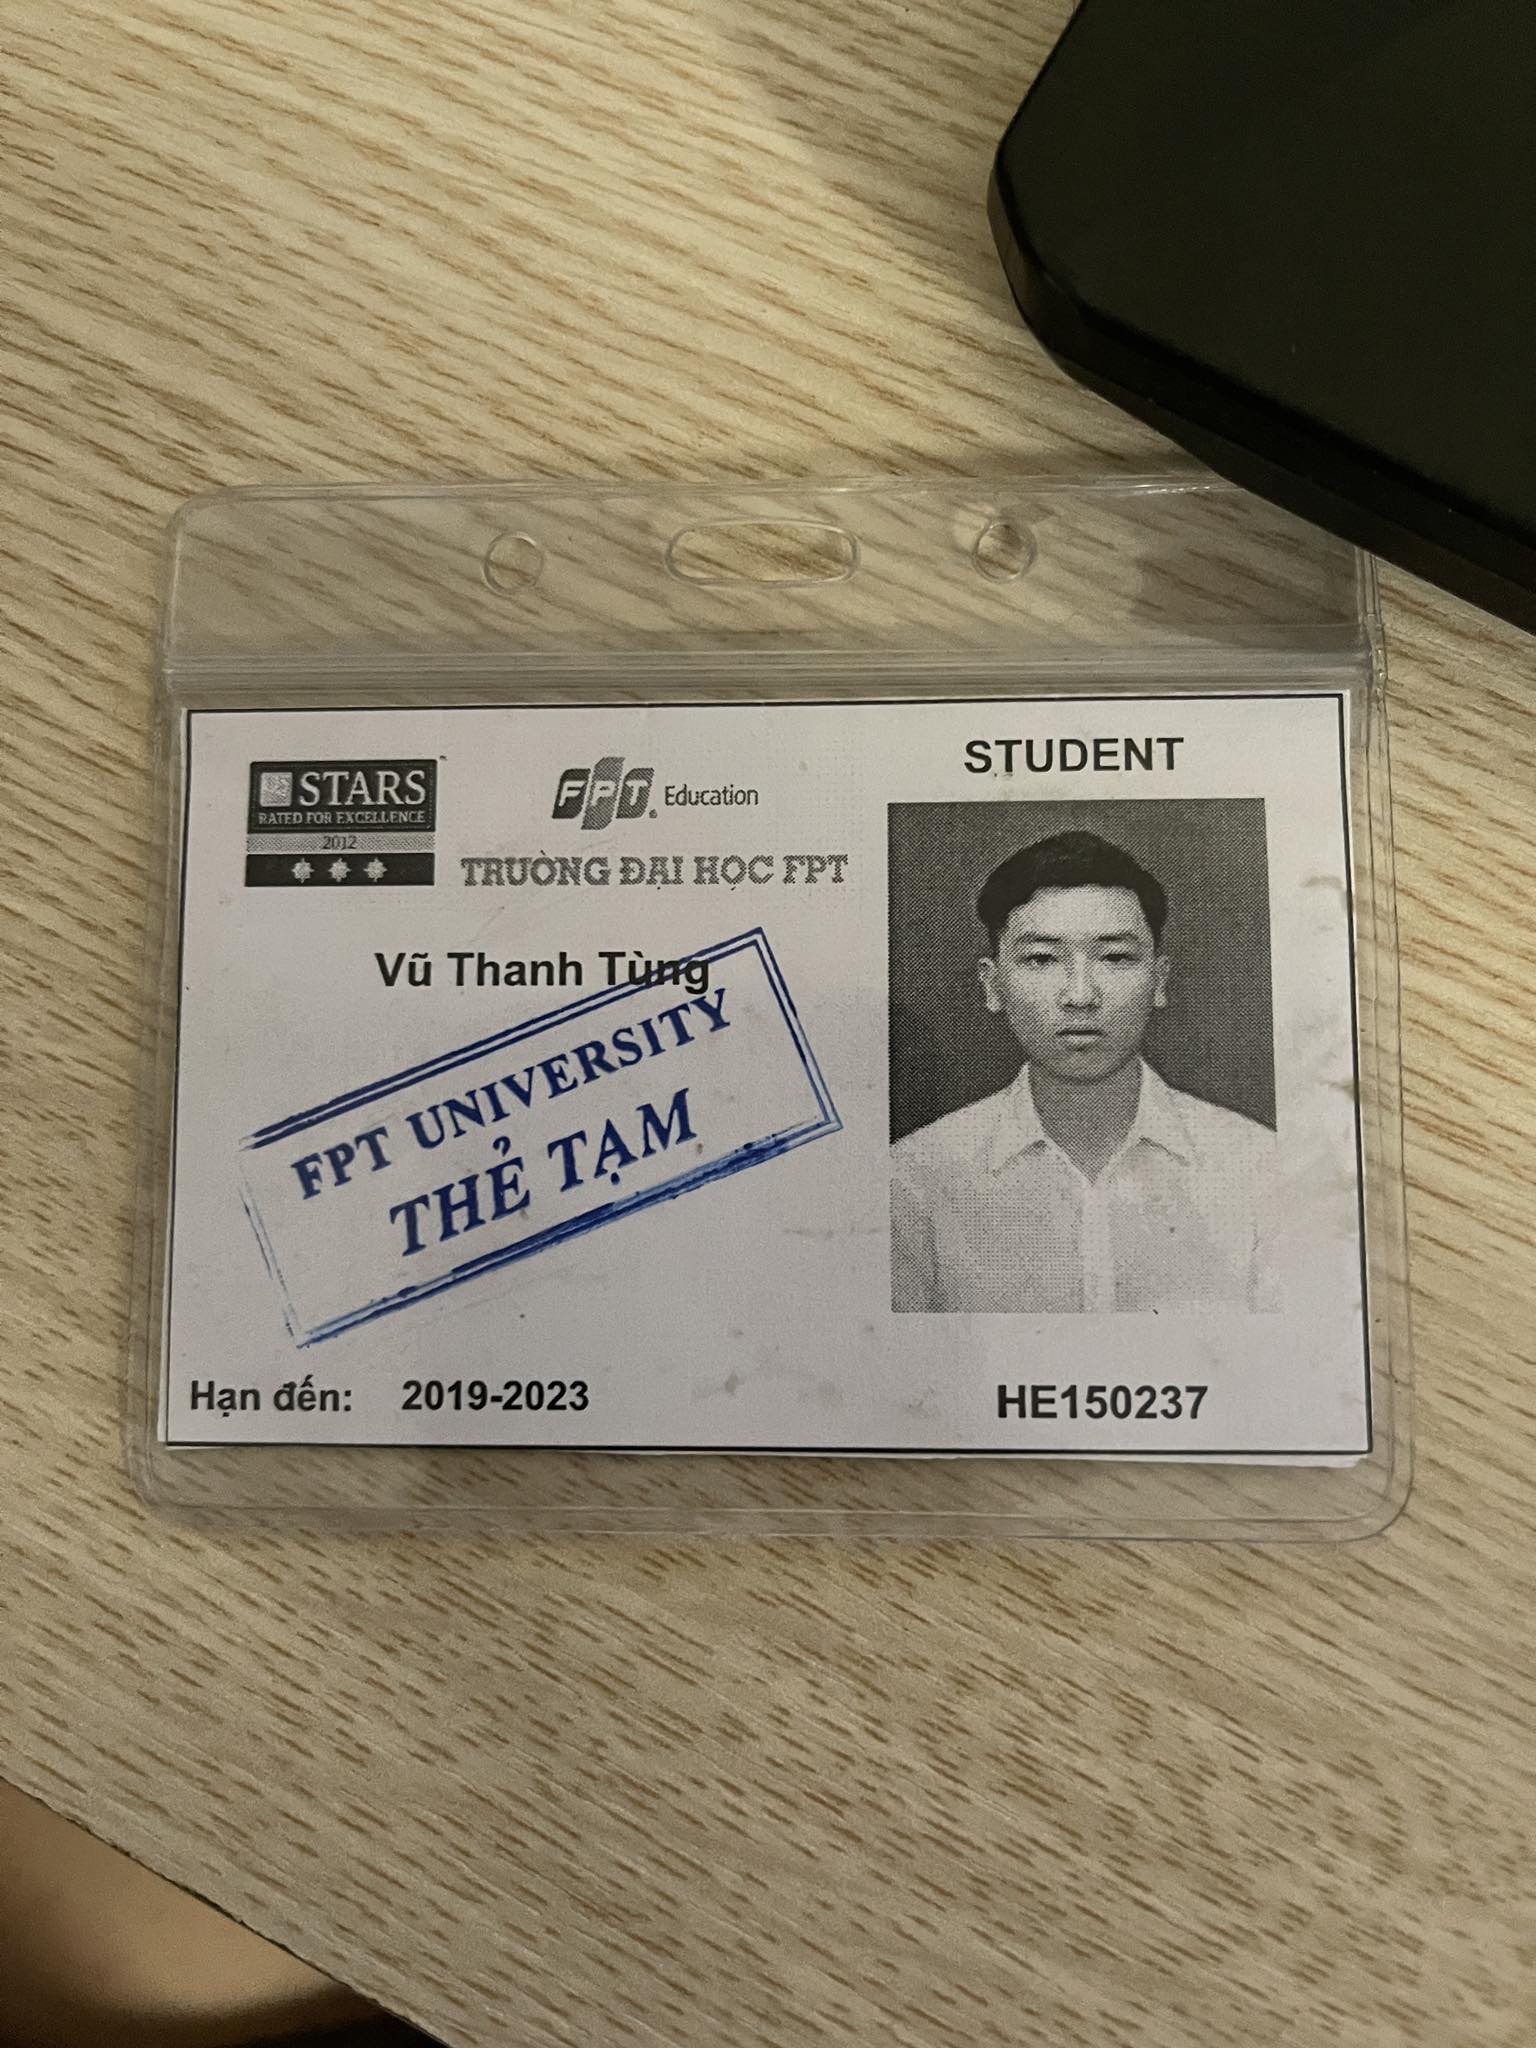 STUDENT
STARS
RATED FOR EXCELLENCE
2012
FPT Education
TRƯỜNG ĐẠI HỌC FPT
Vũ Thanh Tùng
FPT UNIVERSITY
THẺ TẠM
Hạn đến: 2019-2023
HE150237